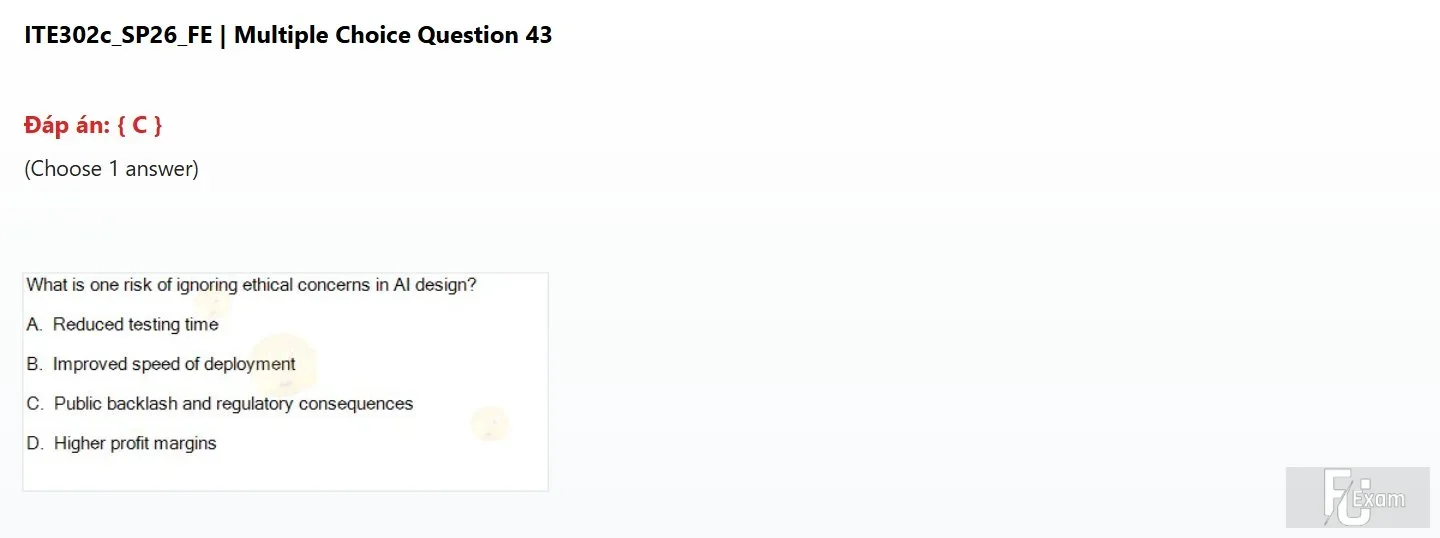 ITE302c_SP26_FE | Multiple Choice Question 43
Đáp án: { C }
(Choose 1 answer)
What is one risk of ignoring ethical concerns in AI design?
A. Reduced testing time
B. Improved speed of deployment
C. Public backlash and regulatory consequences
D. Higher profit margins
FU Exam